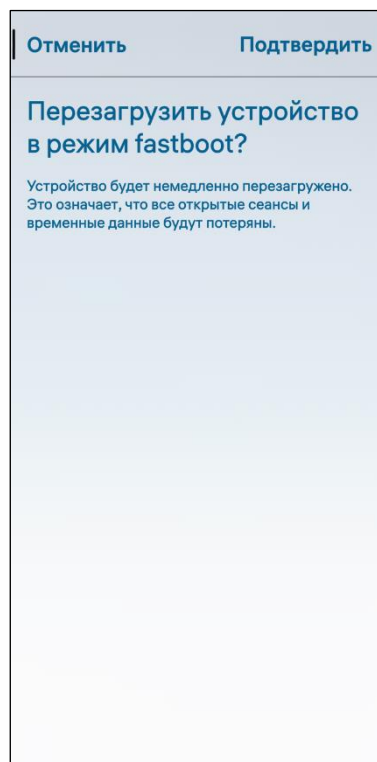 Отменить Подтвердить
Перезагрузить устройство
в режим fastboot?
Устройство будет немедленно перезагружено.
Это означает, что все открытые сеансы и
временные данные будут потеряны.